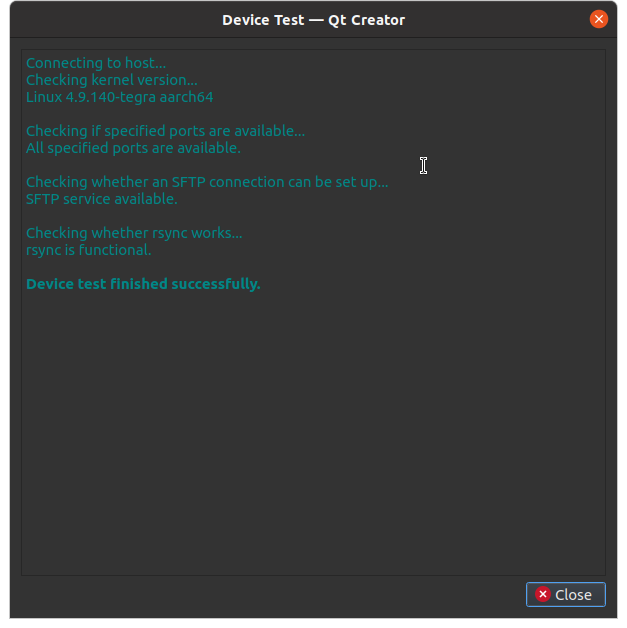 Device Test — Qt Creator
Connecting to host...
Checking kernel version...
Linux 4.9.140-tegra aarch64
Checking if specified ports are available...
All specified ports are available.
Checking whether an SFTP connection can be set up...
SFTP service available.
Checking whether rsync works...
rsync is functional.
Device test finished successfully.
Close